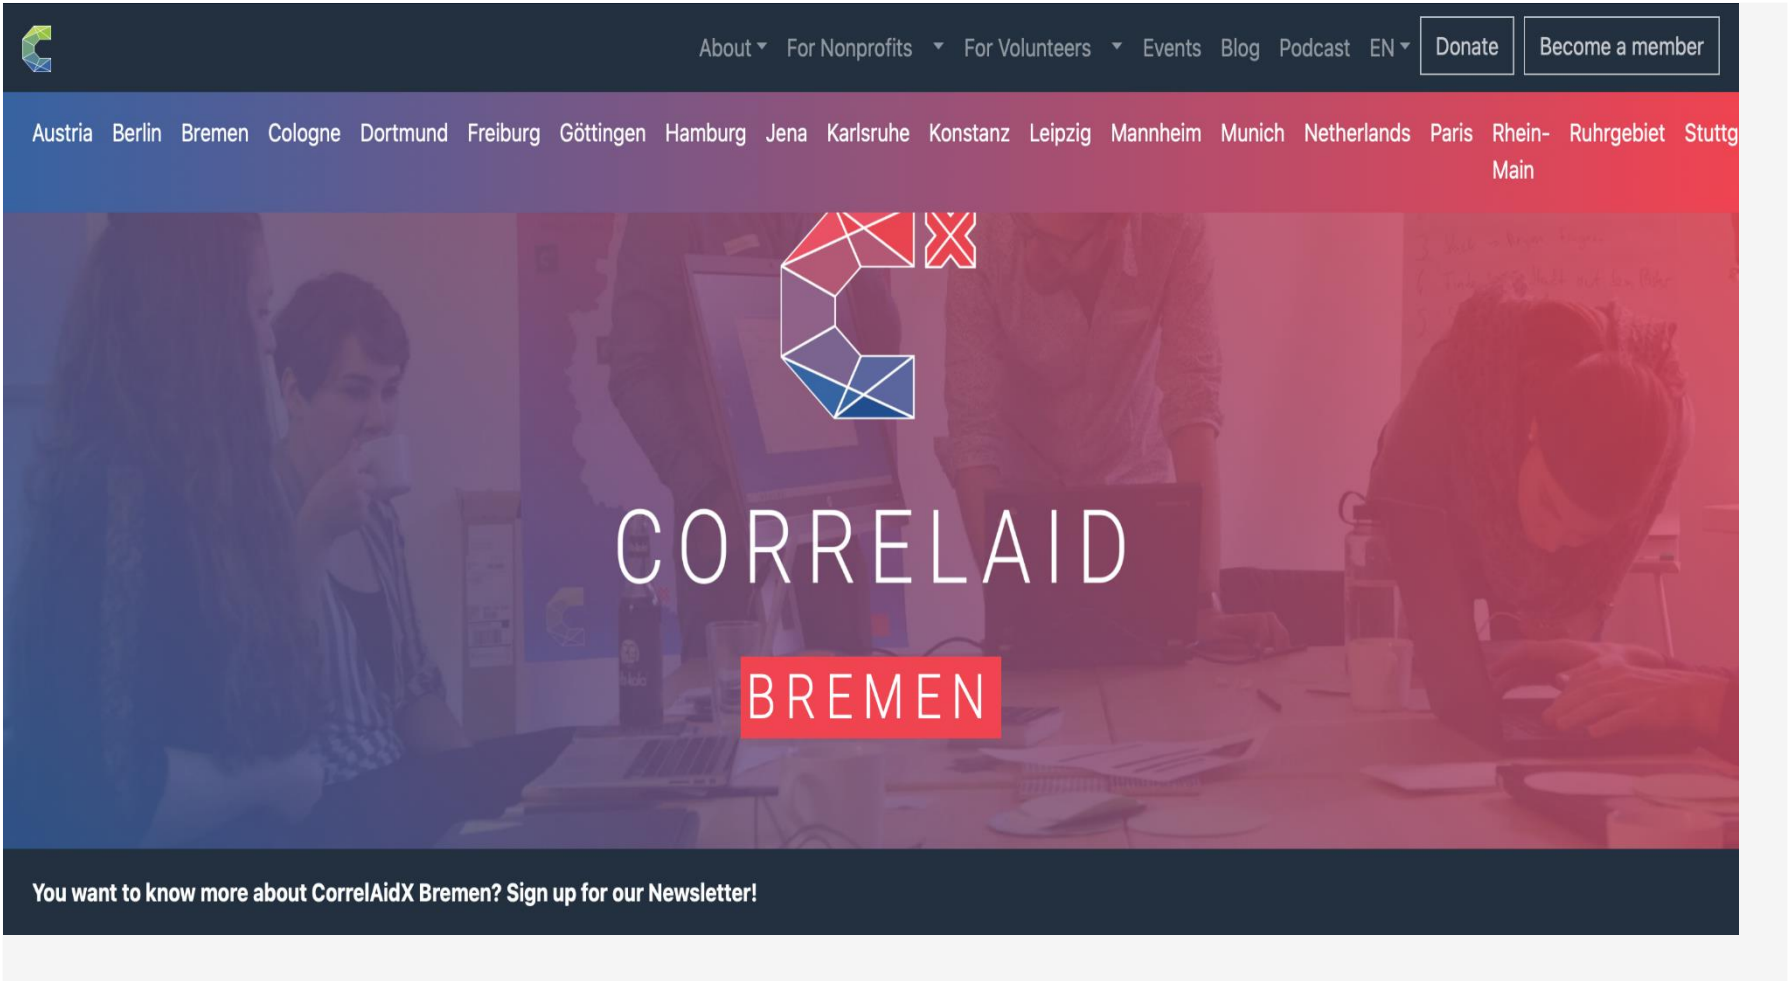 About For Nonprofits For Volunteers Events Blog Podcast EN Donate Become a member
Austria Berlin Bremen Cologne Dortmund Freiburg Göttingen Hamburg Jena Karlsruhe Konstanz Leipzig Mannheim Munich Netherlands Paris Rhein-Main Ruhrgebiet Stuttg
CORRELAID
BREMEN
You want to know more about CorrelAidX Bremen? Sign up for our Newsletter!